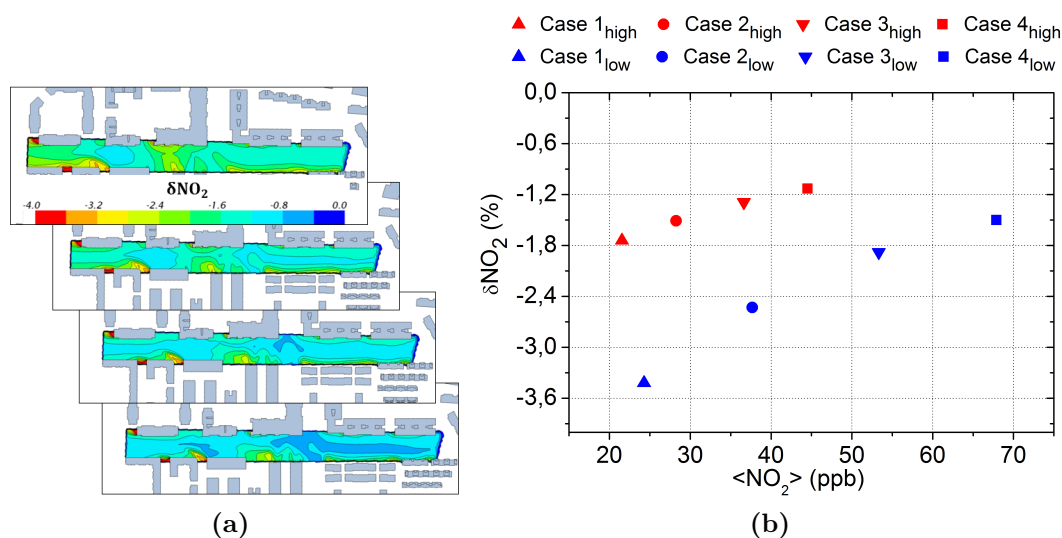 Case 1high Case 2high Case 3high Case 4high
Case 1low Case 2low Case 3low Case 4low
δNO2
-4.0 -3.2 -2.4 -1.6 -0.8 0.0
0,0
-0,6
-1,2
-1,8
-2,4
-3,0
-3,6
δNO2 (%)
20 30 40 50 60 70
<NO2> (ppb)
(a) (b)